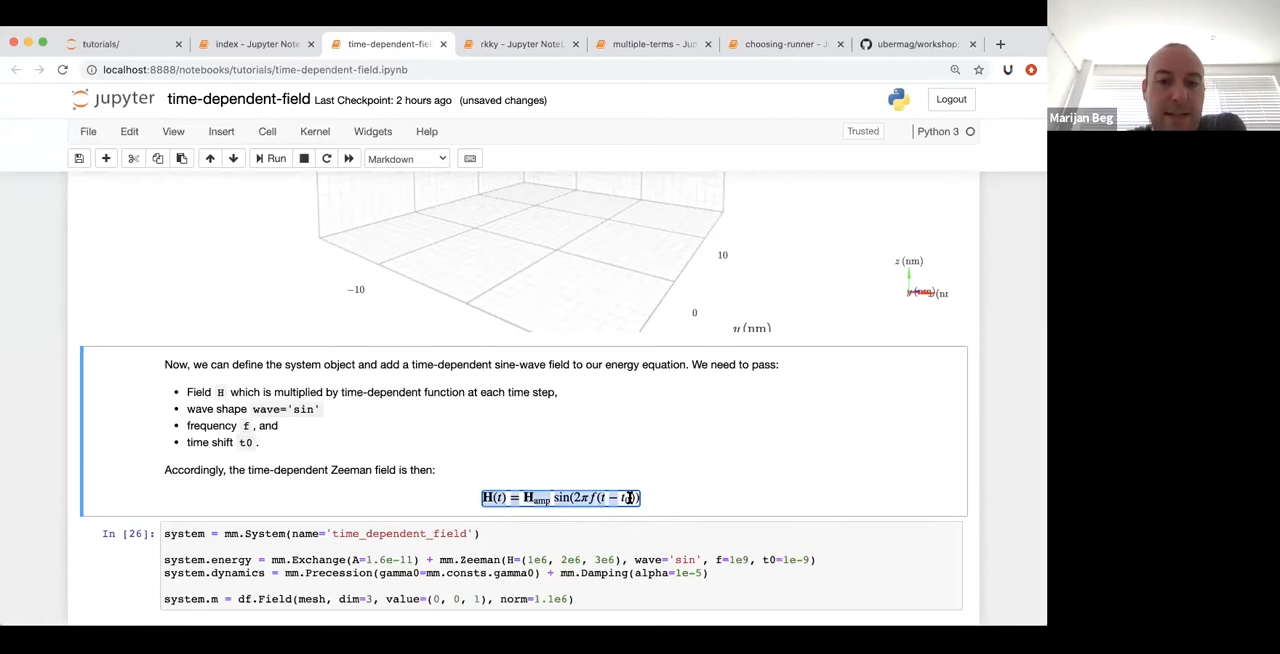 tutorials/
index - Jupyter Note
time-dependent-fie
rkky - Jupyter Notel
multiple-terms - Jup
choosing-runner - J
ubermag/workshop:
localhost:8888/notebooks/tutorials/time-dependent-field.ipynb
jupyter time-dependent-field Last Checkpoint: 2 hours ago (unsaved changes)
Logout
File Edit View Insert Cell Kernel Widgets Help
Trusted
Python 3
Run
Markdown
Marijan Beg
10
z (nm)
−10
0
y (nm)
Now, we can define the system object and add a time-dependent sine-wave field to our energy equation. We need to pass:
• Field H which is multiplied by time-dependent function at each time step,
• wave shape wave='sin'
• frequency f , and
• time shift t0 .
Accordingly, the time-dependent Zeeman field is then:
H(t) = Hamp sin(2πf(t − t0))
In [26]: system = mm.System(name='time_dependent_field')
system.energy = mm.Exchange(A=1.6e-11) + mm.Zeeman(H=(1e6, 2e6, 3e6), wave='sin', f=1e9, t0=1e-9)
system.dynamics = mm.Precession(gamma0=mm.consts.gamma0) + mm.Damping(alpha=1e-5)
system.m = df.Field(mesh, dim=3, value=(0, 0, 1), norm=1.1e6)